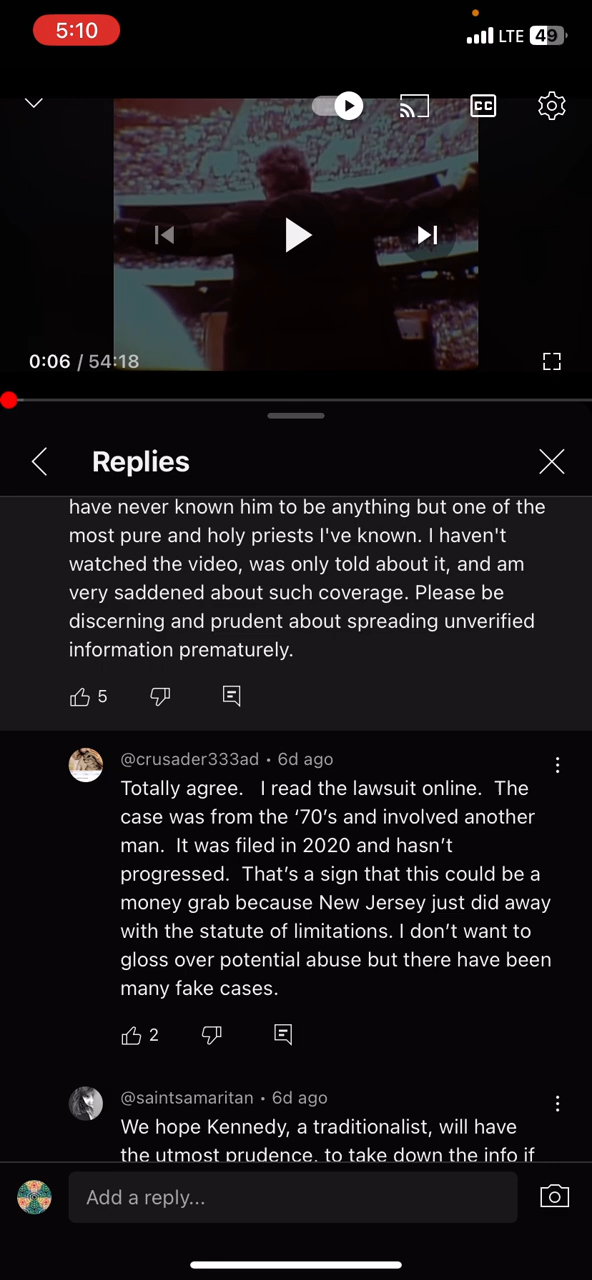 5:10
LTE 49
CC
0:06 / 54:18
Replies
have never known him to be anything but one of the
most pure and holy priests I've known. I haven't
watched the video, was only told about it, and am
very saddened about such coverage. Please be
discerning and prudent about spreading unverified
information prematurely.
5
@crusader333ad • 6d ago
Totally agree.   I read the lawsuit online.  The
case was from the ‘70’s and involved another
man.  It was filed in 2020 and hasn’t
progressed.  That’s a sign that this could be a
money grab because New Jersey just did away
with the statute of limitations. I don’t want to
gloss over potential abuse but there have been
many fake cases.
2
@saintsamaritan • 6d ago
We hope Kennedy, a traditionalist, will have
the utmost prudence, to take down the info if
Add a reply...